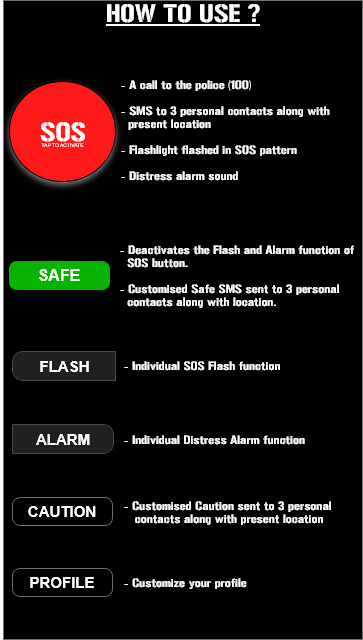 HOW TO USE ?
SOS
TAP TO ACTIVATE
- A call to the police (100)
- SMS to 3 personal contacts along with
present location
- Flashlight flashed in SOS pattern
- Distress alarm sound
SAFE
- Deactivates the Flash and Alarm function of
SOS button.
- Customised Safe SMS sent to 3 personal
contacts along with location.
FLASH
- Individual SOS Flash function
ALARM
- Individual Distress Alarm function
CAUTION
- Customised Caution sent to 3 personal
contacts along with present location
PROFILE
- Customize your profile